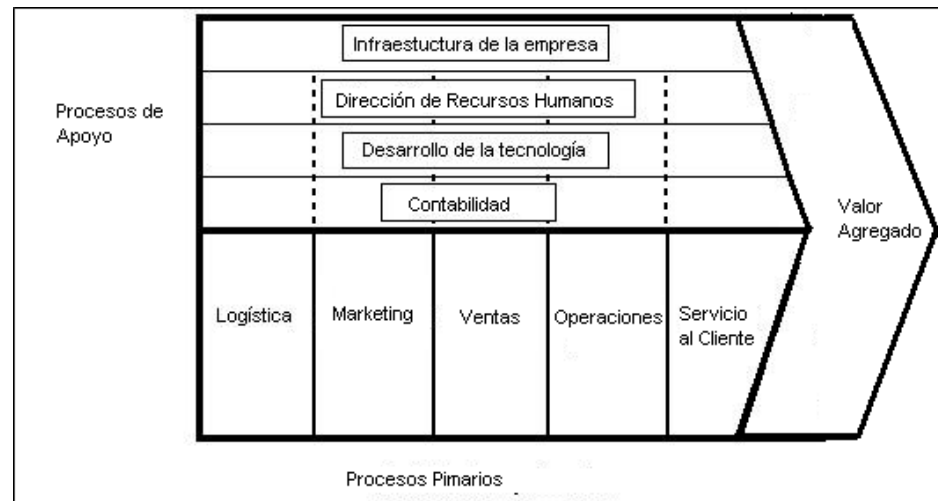 Infraestuctura de la empresa
Dirección de Recursos Humanos
Procesos de
Apoyo
Desarrollo de la tecnología
Contabilidad
Valor
Agregado
Logística
Marketing
Ventas
Operaciones
Servicio
al Cliente
Procesos Pimarios